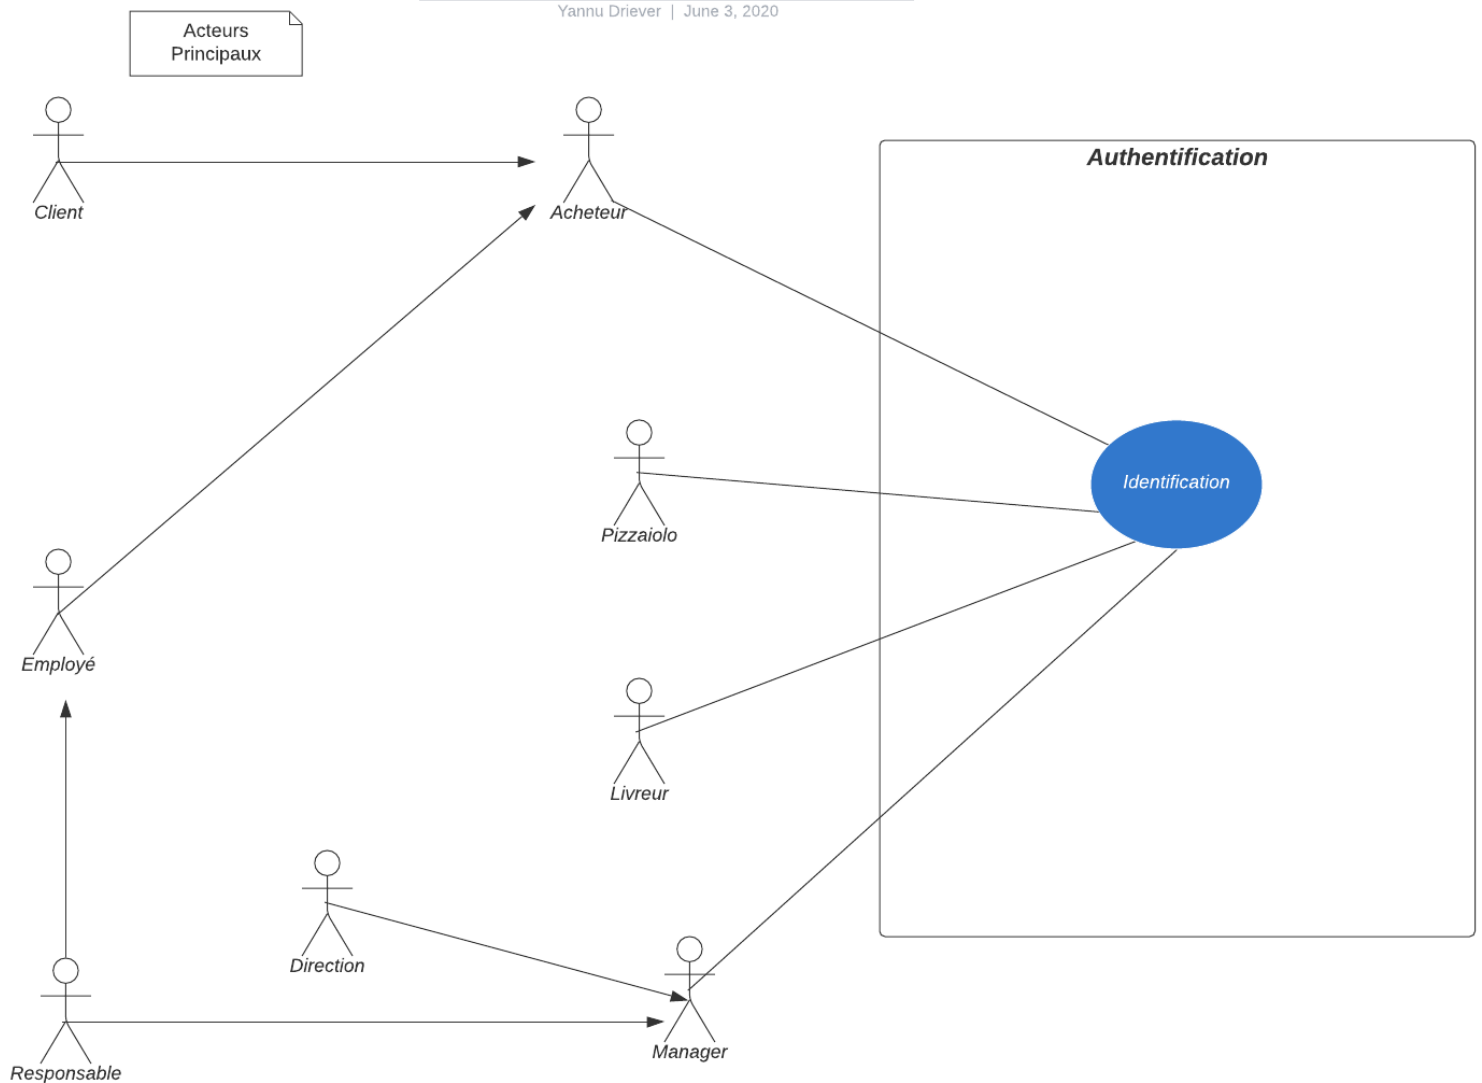 Yannu Driever | June 3, 2020
Acteurs
Principaux
Client
Acheteur
Authentification
Identification
Pizzaiolo
Employé
Livreur
Direction
Manager
Responsable